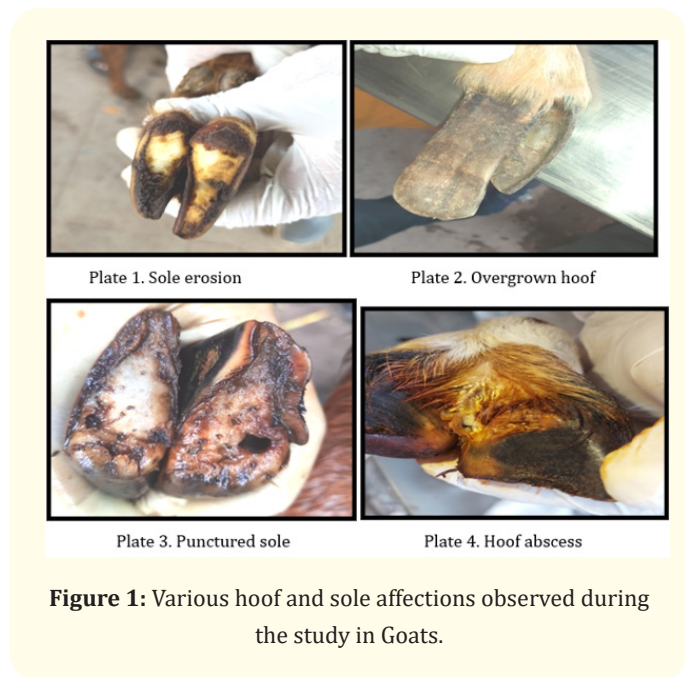 Plate 1. Sole erosion
Plate 2. Overgrown hoof
Plate 3. Punctured sole
Plate 4. Hoof abscess
Figure 1: Various hoof and sole affections observed during
the study in Goats.